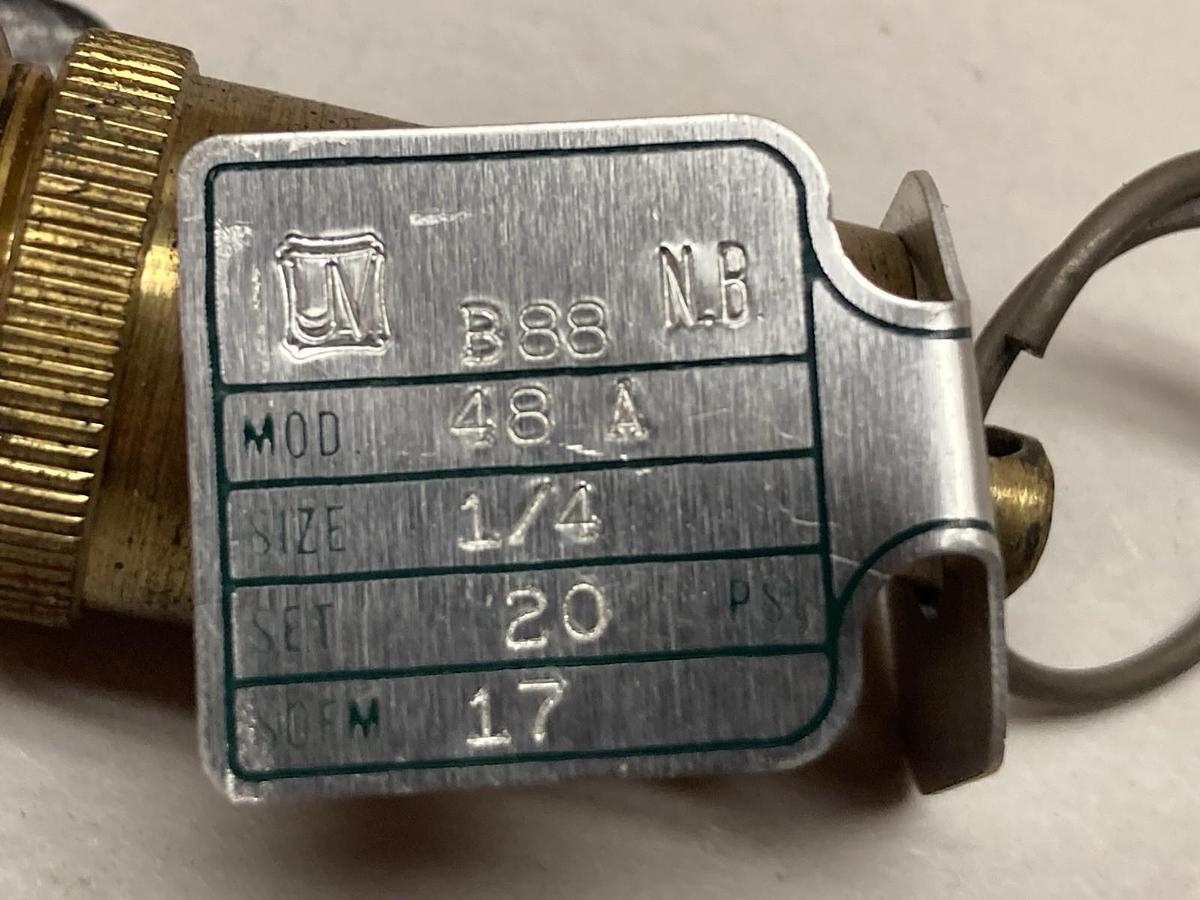 UV N.B.
B88
MOD. 48 A
SIZE 1/4
SET 20 PSI
SCFM 17